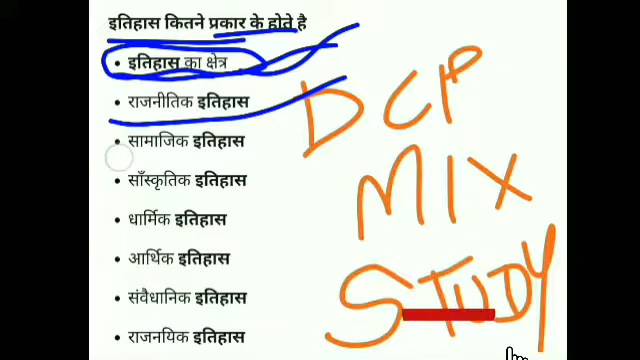 इतिहास कितने प्रकार के होते है
• इतिहास का क्षेत्र
• राजनीतिक इतिहास
• सामाजिक इतिहास
• साँस्कृतिक इतिहास
• धार्मिक इतिहास
• आर्थिक इतिहास
• संवैधानिक इतिहास
• राजनयिक इतिहास
DCP
MIX
STUDY